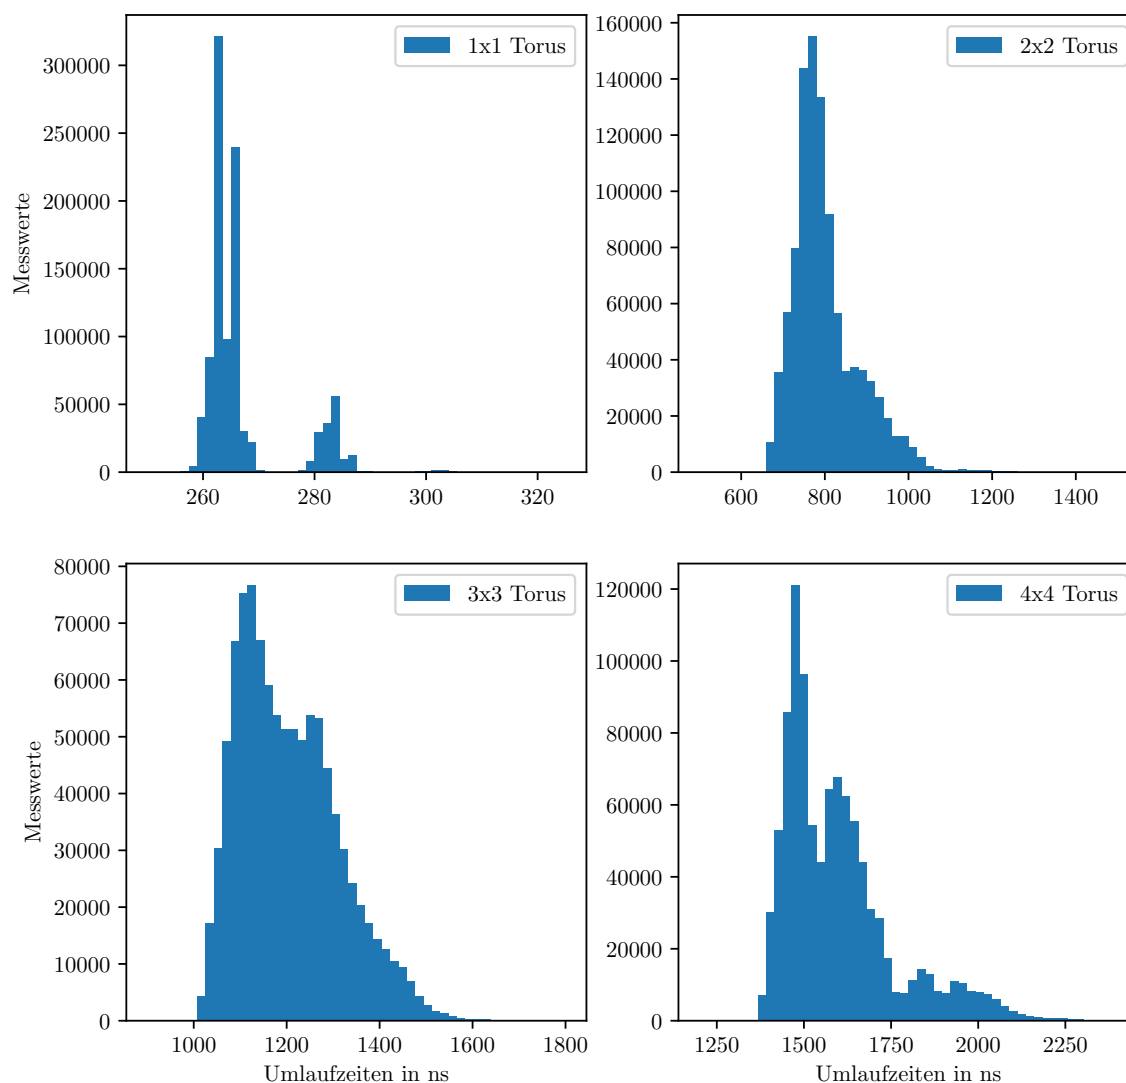 1x1 Torus
300000
250000
200000
150000
100000
50000
0
260 280 300 320
Messwerte
2x2 Torus
160000
140000
120000
100000
80000
60000
40000
20000
0
600 800 1000 1200 1400
3x3 Torus
80000
70000
60000
50000
40000
30000
20000
10000
0
1000 1200 1400 1600 1800
Messwerte
Umlaufzeiten in ns
4x4 Torus
120000
100000
80000
60000
40000
20000
0
1250 1500 1750 2000 2250
Umlaufzeiten in ns